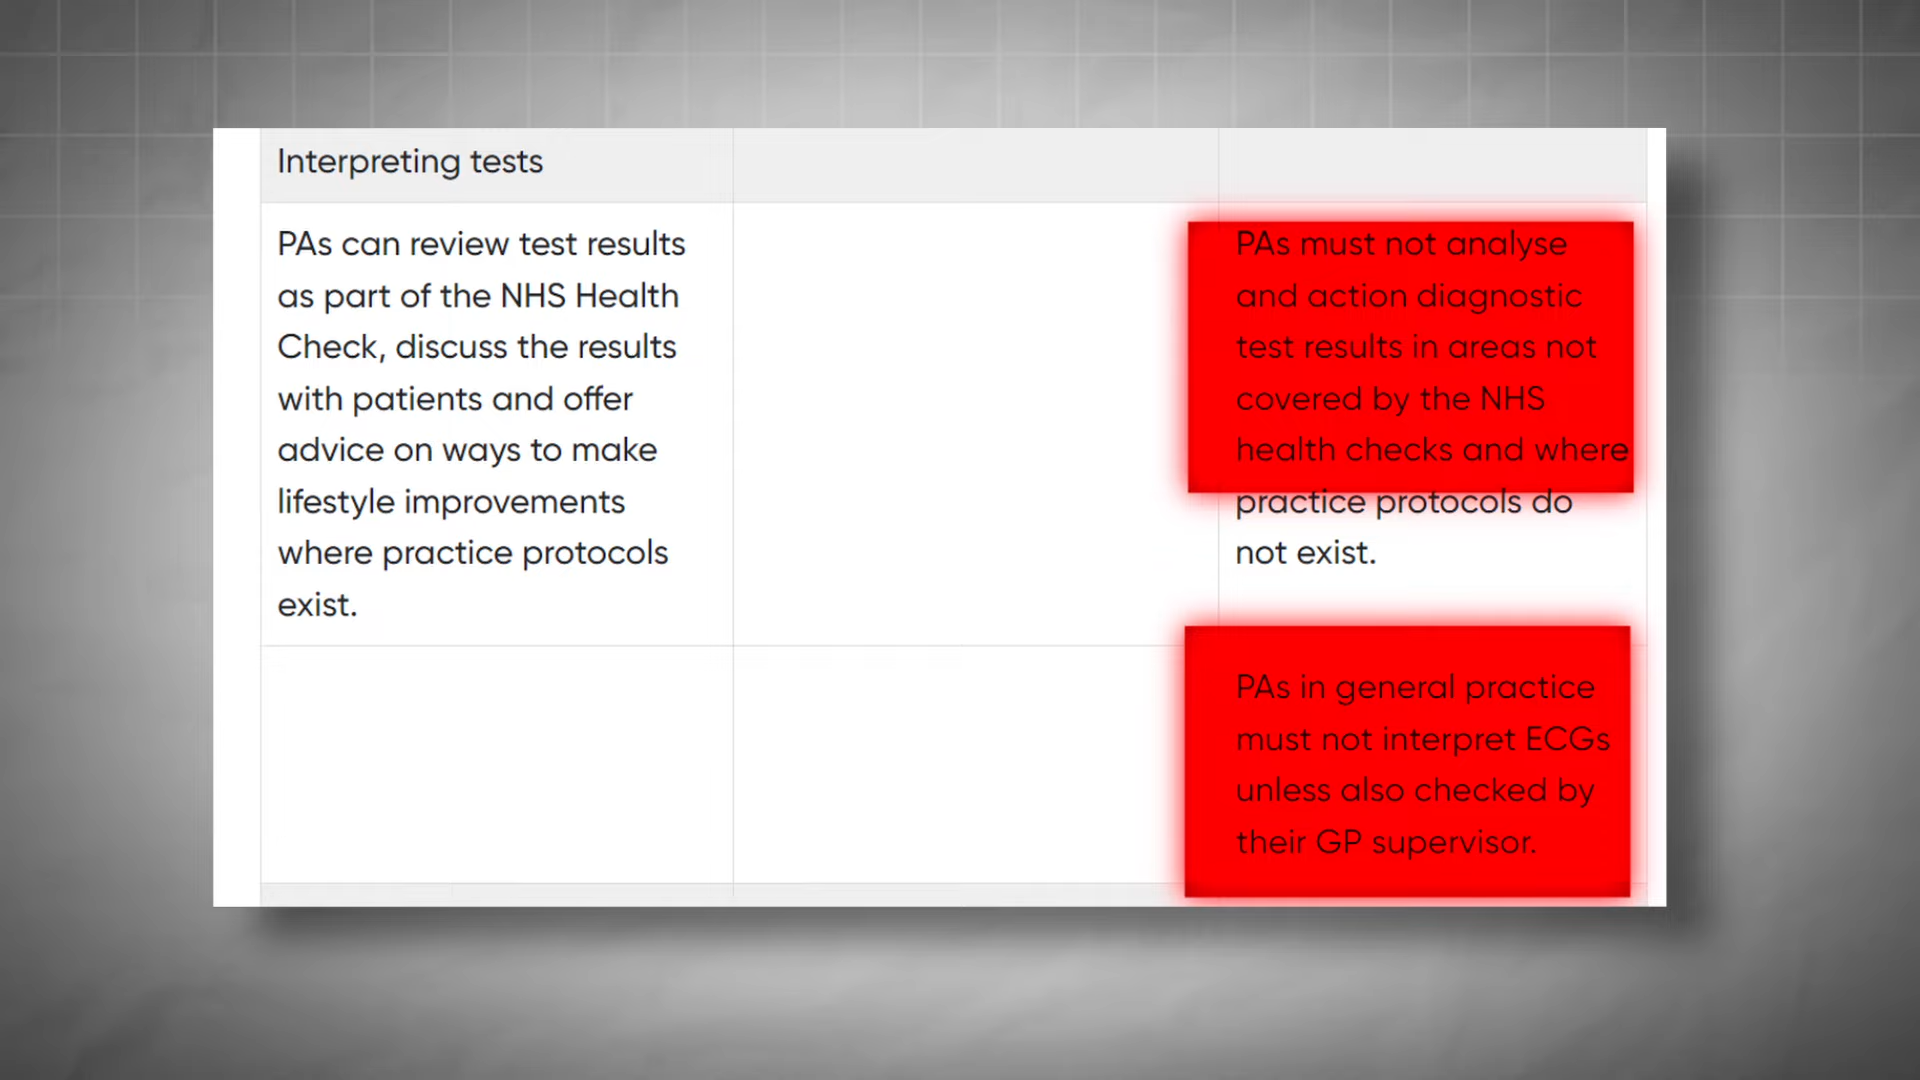 Interpreting tests
PAs can review test results
as part of the NHS Health
Check, discuss the results
with patients and offer
advice on ways to make
lifestyle improvements
where practice protocols
exist.
PAs must not analyse
and action diagnostic
test results in areas not
covered by the NHS
health checks and where
practice protocols do
not exist.
PAs in general practice
must not interpret ECGs
unless also checked by
their GP supervisor.